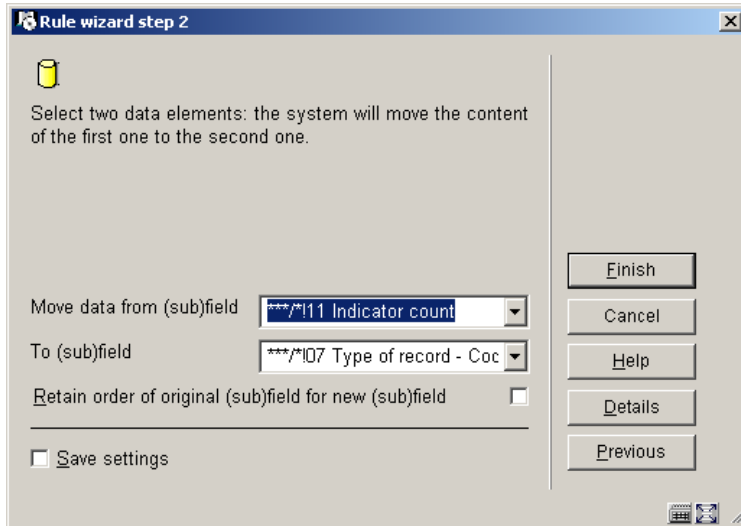 Rule wizard step 2
Select two data elements: the system will move the content
of the first one to the second one.
Move data from (sub)field
***/*!11 Indicator count
To (sub)field
***/*!07 Type of record - Coc
Retain order of original (sub)field for new (sub)field
Save settings
Finish
Cancel
Help
Details
Previous